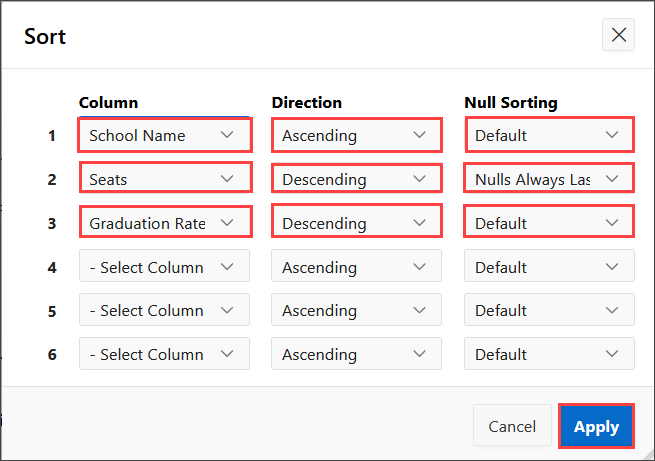 Sort
Column Direction Null Sorting
1 School Name Ascending Default
2 Seats Descending Nulls Always Las
3 Graduation Rate Descending Default
4 - Select Column Ascending Default
5 - Select Column Ascending Default
6 - Select Column Ascending Default
Cancel Apply